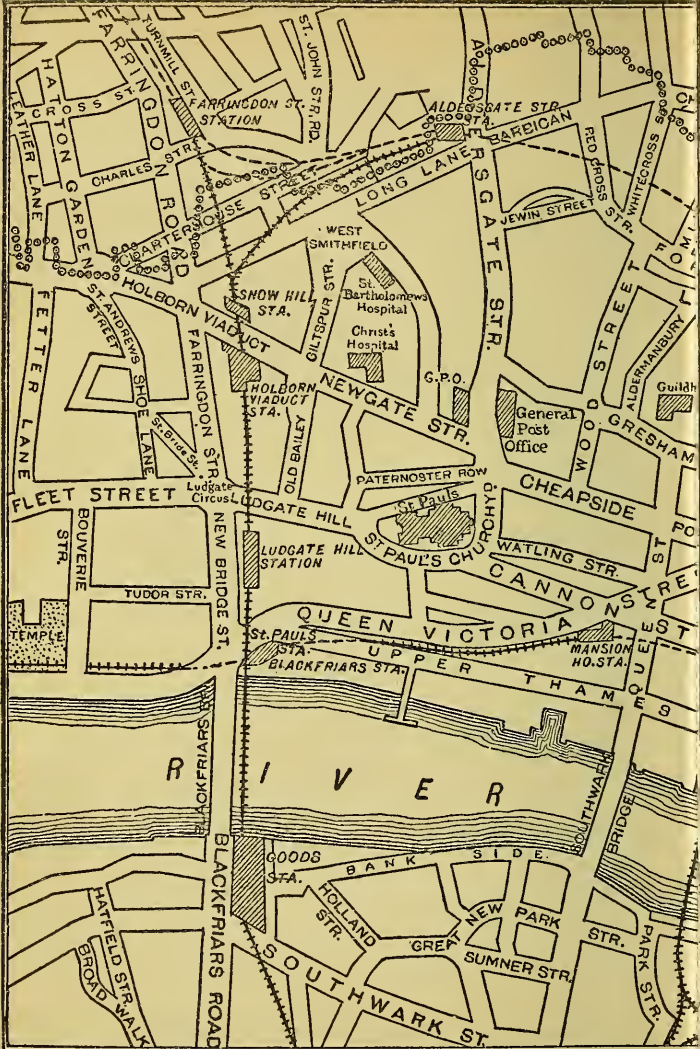 FARRINGDON ROAD
TURNMILL ST.
ST. JOHN STR. RD.
HATTON GARDEN
CROSS ST.
LEATHER LANE
FARRINGDON ST.
STATION
ALDERSGATE STR.
STA.
BARBICAN
ALDERSGATE STR.
RED CROSS STR.
WHITECROSS
CHARLES STR.
CHARTERHOUSE STREET
LONG LANE
JEWIN STREET
WEST
SMITHFIELD
St.
Bartholomews
Hospital
SNOW HILL
STA.
GILTSPUR STR.
Christ's
Hospital
HOLBORN VIADUCT
ST. ANDREWS
STREET
SHOE LANE
FARRINGDON STR.
FETTER LANE
St. Bride St.
HOLBORN
VIADUCT
STA.
OLD BAILEY
NEWGATE STR.
G.P.O.
General
Post
Office
WOOD STREET
ALDERMANBURY
Guildh
GRESHAM
PATERNOSTER ROW
CHEAPSIDE
FLEET STREET
Ludgate
Circus
LUDGATE HILL
St. Pauls
ST PAUL'S CHURCHYD.
WATLING STR.
CANNON STRE
BOUVERIE
STR.
NEW BRIDGE ST.
LUDGATE HILL
STATION
TUDOR STR.
TEMPLE
QUEEN VICTORIA ST
QUEEN ST
St. PAULS
STA.
BLACKFRIARS STA.
MANSION
HO. STA.
UPPER THAMES
BLACKFRIARS
RIVER
SOUTHWARK
BRIDGE
GOODS
STA.
BANK SIDE.
BLACKFRIARS ROAD
HOLLAND
STR.
GREAT
NEW PARK STR.
SUMNER STR.
PARK STR.
HATFIELD STR.
BROAD WALK
SOUTHWARK ST.